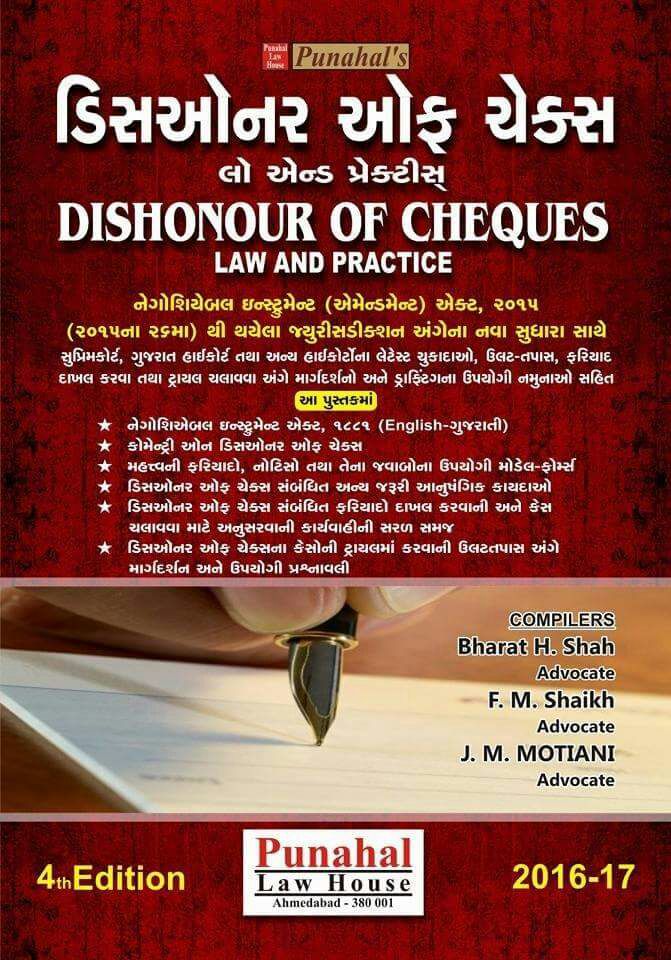 Punahal
Law
House
Punahal's
ડિસઓનર ઓફ ચેક્સ
લો એન્ડ પ્રેક્ટીસ્
DISHONOUR OF CHEQUES
LAW AND PRACTICE
નેગોશિયેબલ ઇન્સ્ટ્રુમેન્ટ (એમેન્ડમેન્ટ) એક્ટ, ૨૦૧૫
(૨૦૧૫ના ૨૬મા) થી થયેલા જ્યુરીસડીક્શન અંગેના નવા સુધારા સાથે
સુપ્રિમકોર્ટ, ગુજરાત હાઈકોર્ટ તથા અન્ય હાઈકોર્ટોના લેટેસ્ટ ચુકાદાઓ, ઉલટ-તપાસ, ફરિયાદ
દાખલ કરવા તથા ટ્રાયલ ચલાવવા અંગે માર્ગદર્શનો અને ડ્રાફ્ટિગના ઉપયોગી નમુનાઓ સહિત
આ પુસ્તકમાં
★ નેગોશિએબલ ઇન્સ્ટ્રુમેન્ટ એક્ટ, ૧૮૮૧ (English-ગુજરાતી)
★ કોમેન્ટ્રી ઓન ડિસઓનર ઓફ ચેક્સ
★ મહત્ત્વની ફરિયાદો, નોટિસો તથા તેના જવાબોના ઉપયોગી મોડેલ-ફોર્મ્સ
★ ડિસઓનર ઓફ ચેક્સ સંબંધિત અન્ય જરૂરી આનુષંગિક કાયદાઓ
★ ડિસઓનર ઓફ ચેક્સ સંબંધિત ફરિયાદો દાખલ કરવાની અને કેસ
ચલાવવા માટે અનુસરવાની કાર્યવાહીની સરળ સમજ
★ ડિસઓનર ઓફ ચેક્સના કેસોની ટ્રાયલમાં કરવાની ઉલટતપાસ અંગે
માર્ગદર્શન અને ઉપયોગી પ્રશ્નાવલી
COMPILERS
Bharat H. Shah
Advocate
F. M. Shaikh
Advocate
J. M. MOTIANI
Advocate
4thEdition
Punahal
Law House
Ahmedabad - 380 001
2016-17